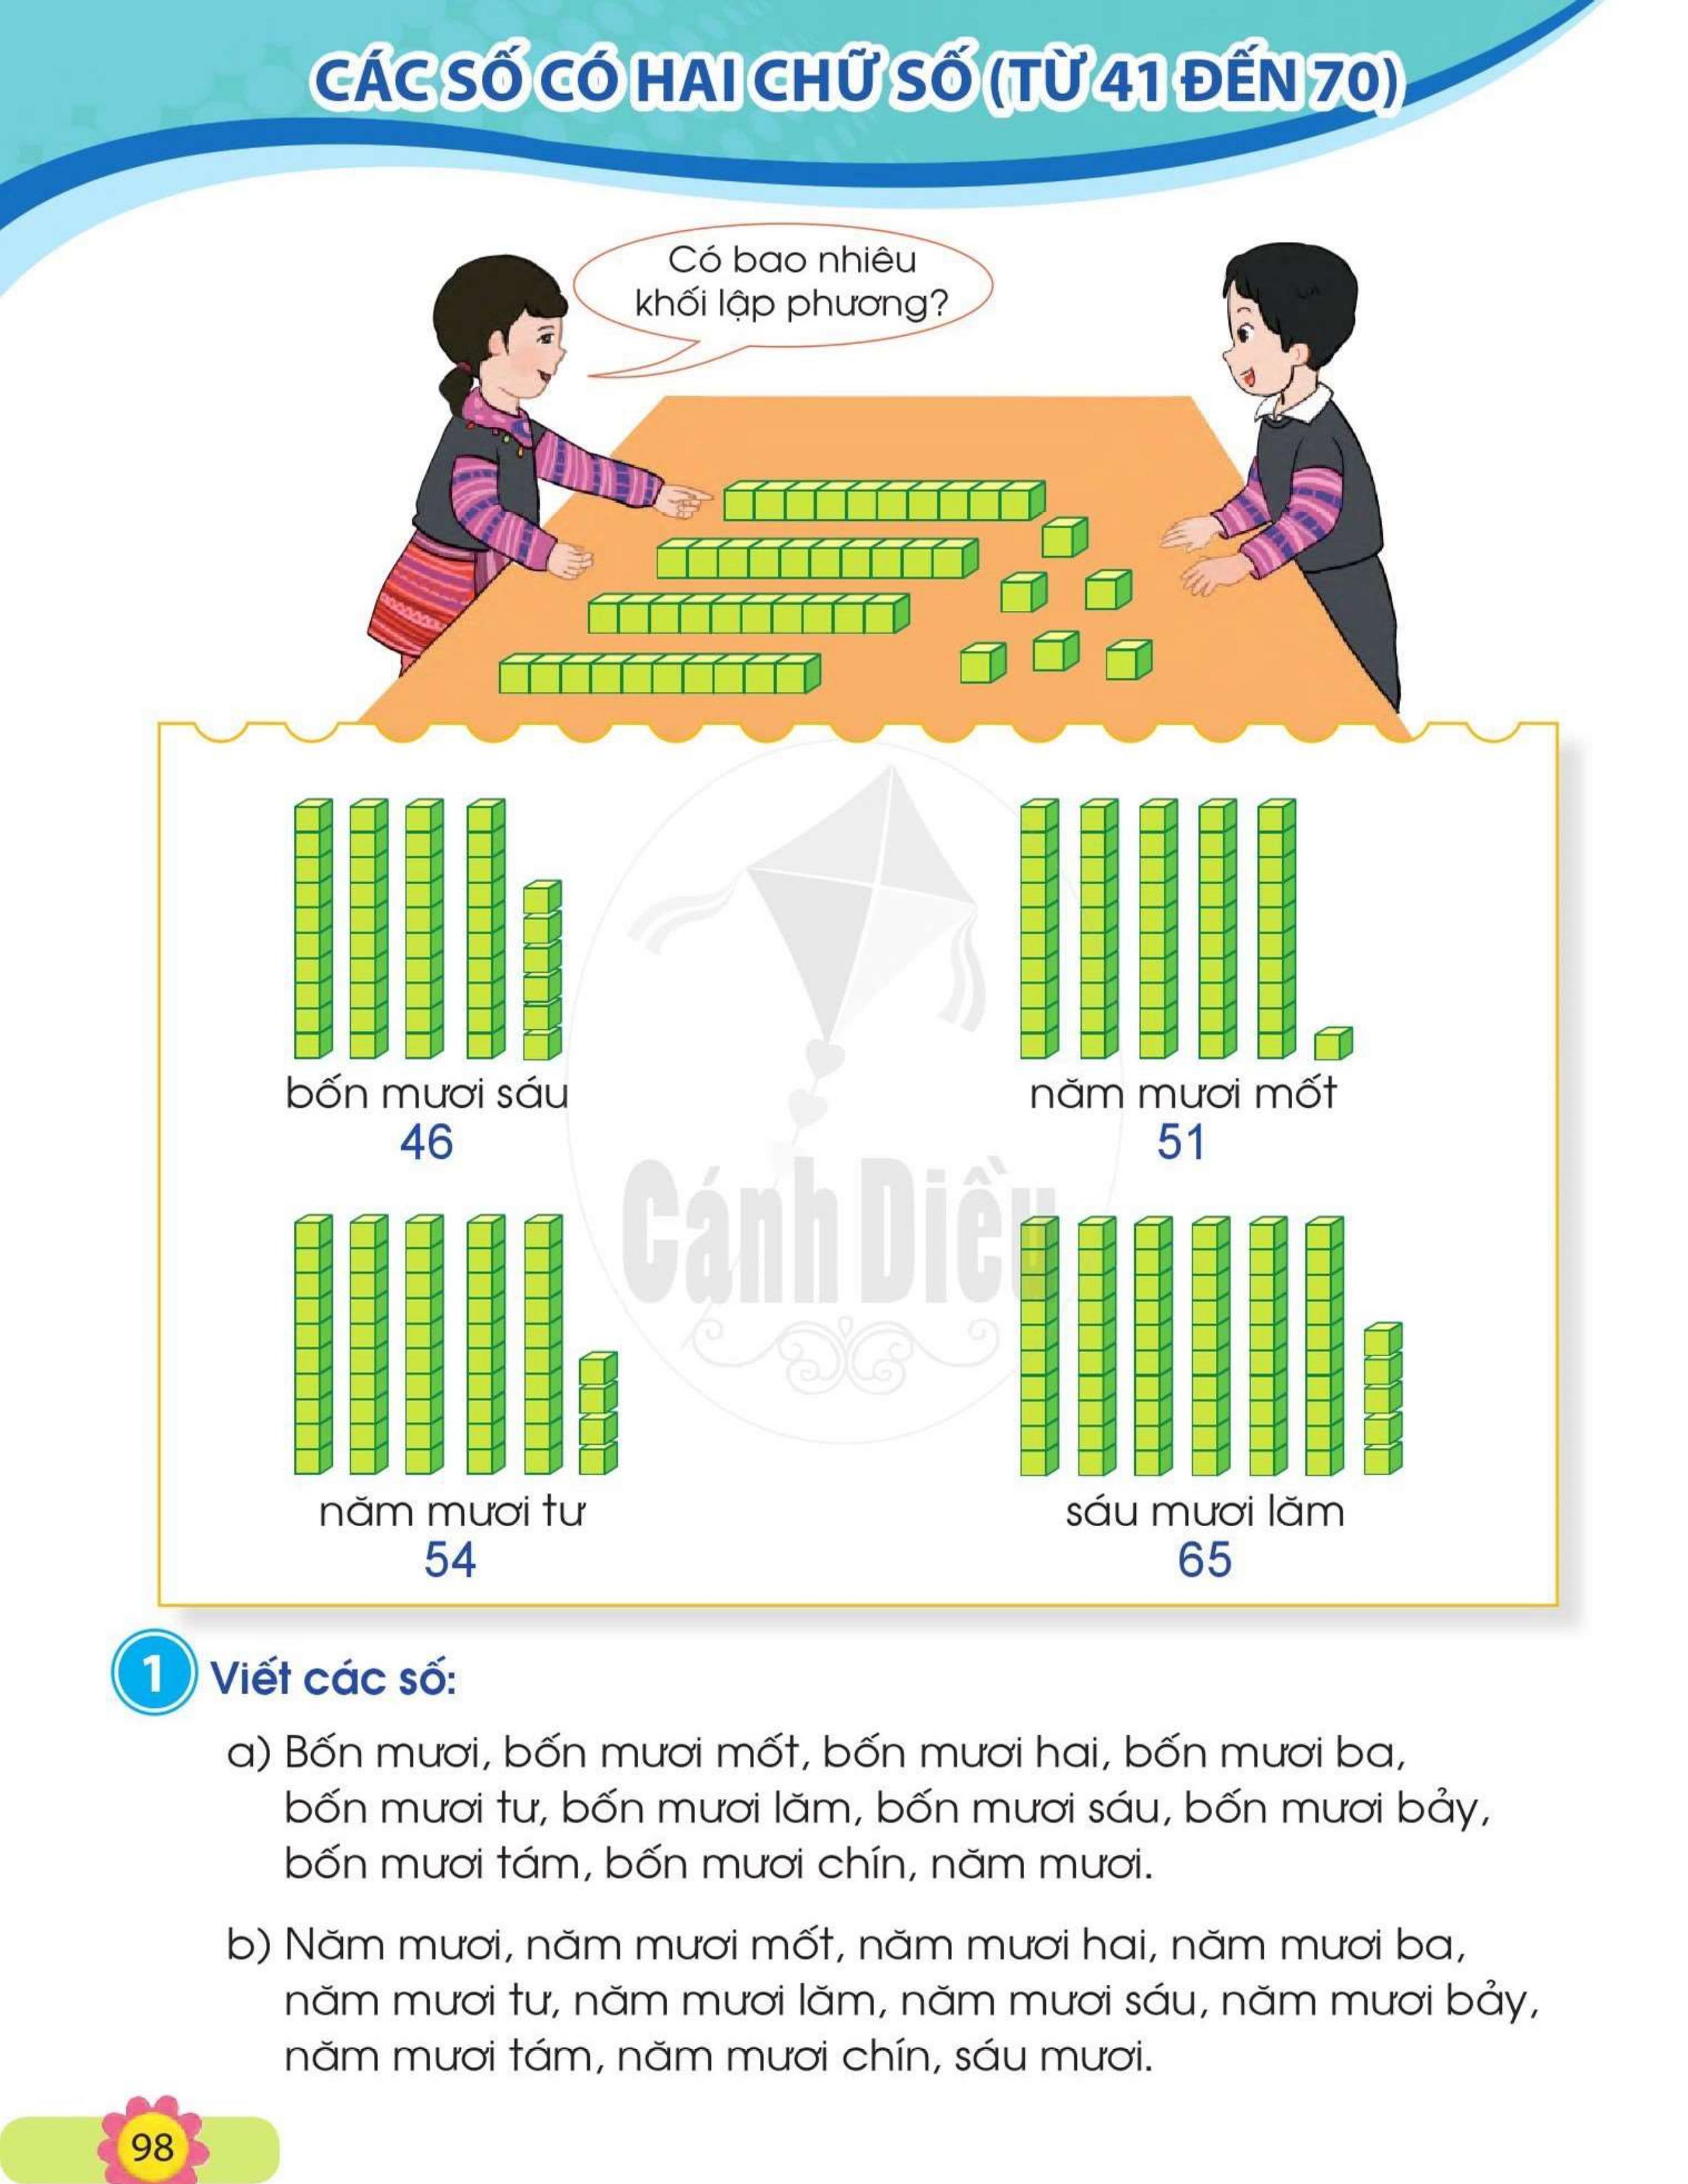 CÁC SỐ CÓ HAI CHỮ SỐ (TỪ 41 ĐẾN 70)
Có bao nhiêu
khối lập phương?
bốn mươi sáu
46
năm mươi mốt
51
Cánh Diều
năm mươi tư
54
sáu mươi lăm
65
1 Viết các số:
a) Bốn mươi, bốn mươi mốt, bốn mươi hai, bốn mươi ba,
bốn mươi tư, bốn mươi lăm, bốn mươi sáu, bốn mươi bảy,
bốn mươi tám, bốn mươi chín, năm mươi.
b) Năm mươi, năm mươi mốt, năm mươi hai, năm mươi ba,
năm mươi tư, năm mươi lăm, năm mươi sáu, năm mươi bảy,
năm mươi tám, năm mươi chín, sáu mươi.
98